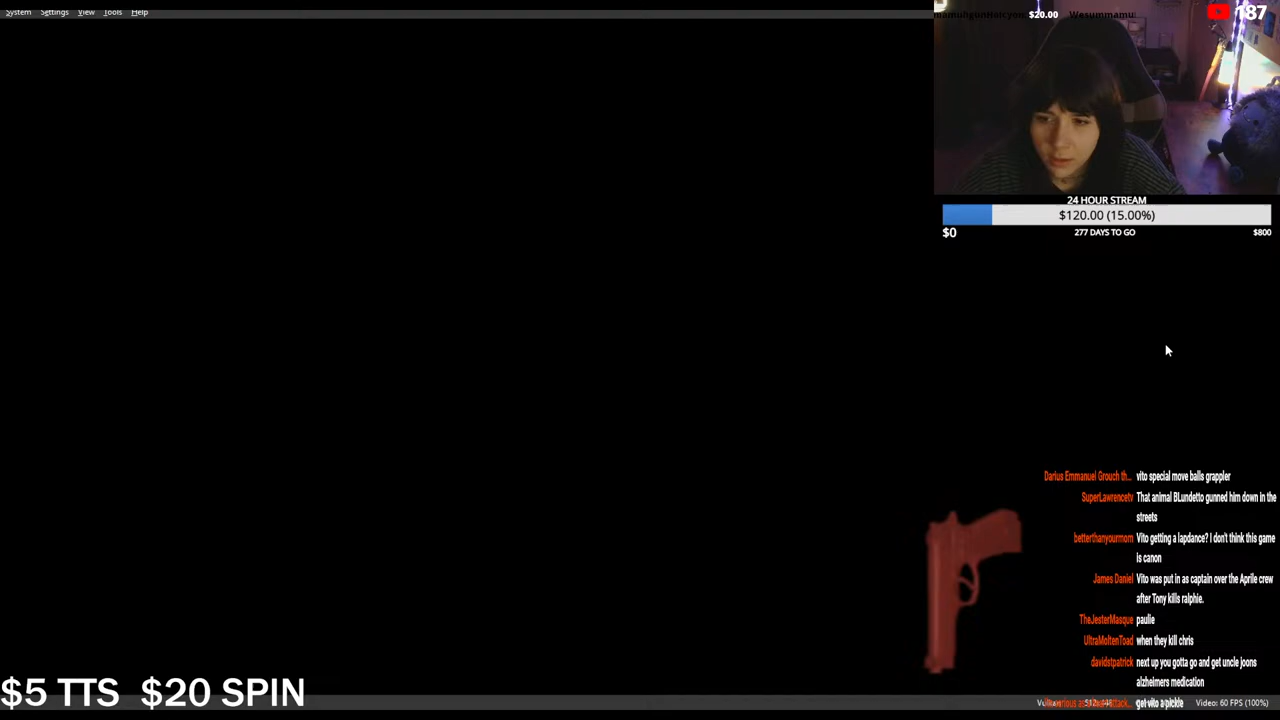 System Settings View Tools Help
$20.00
187
24 HOUR STREAM
$120.00 (15.00%)
$0 277 DAYS TO GO $800
Darius Emmanuel Grouch th... vito special move balls grappler
SuperLawrencetv That animal BLundetto gunned him down in the
streets
betterthanyourmom Vito getting a lapdance? I don't think this game
is canon
James Daniel Vito was put in as captain over the Aprile crew
after Tony kills ralphie.
TheJesterMasque paulie
UltraMoltenToad when they kill chris
davidstpatrick next up you gotta go and get uncle joons
alzheimers medication
get vito a pickle
Video: 60 FPS (100%)
$5 TTS $20 SPIN